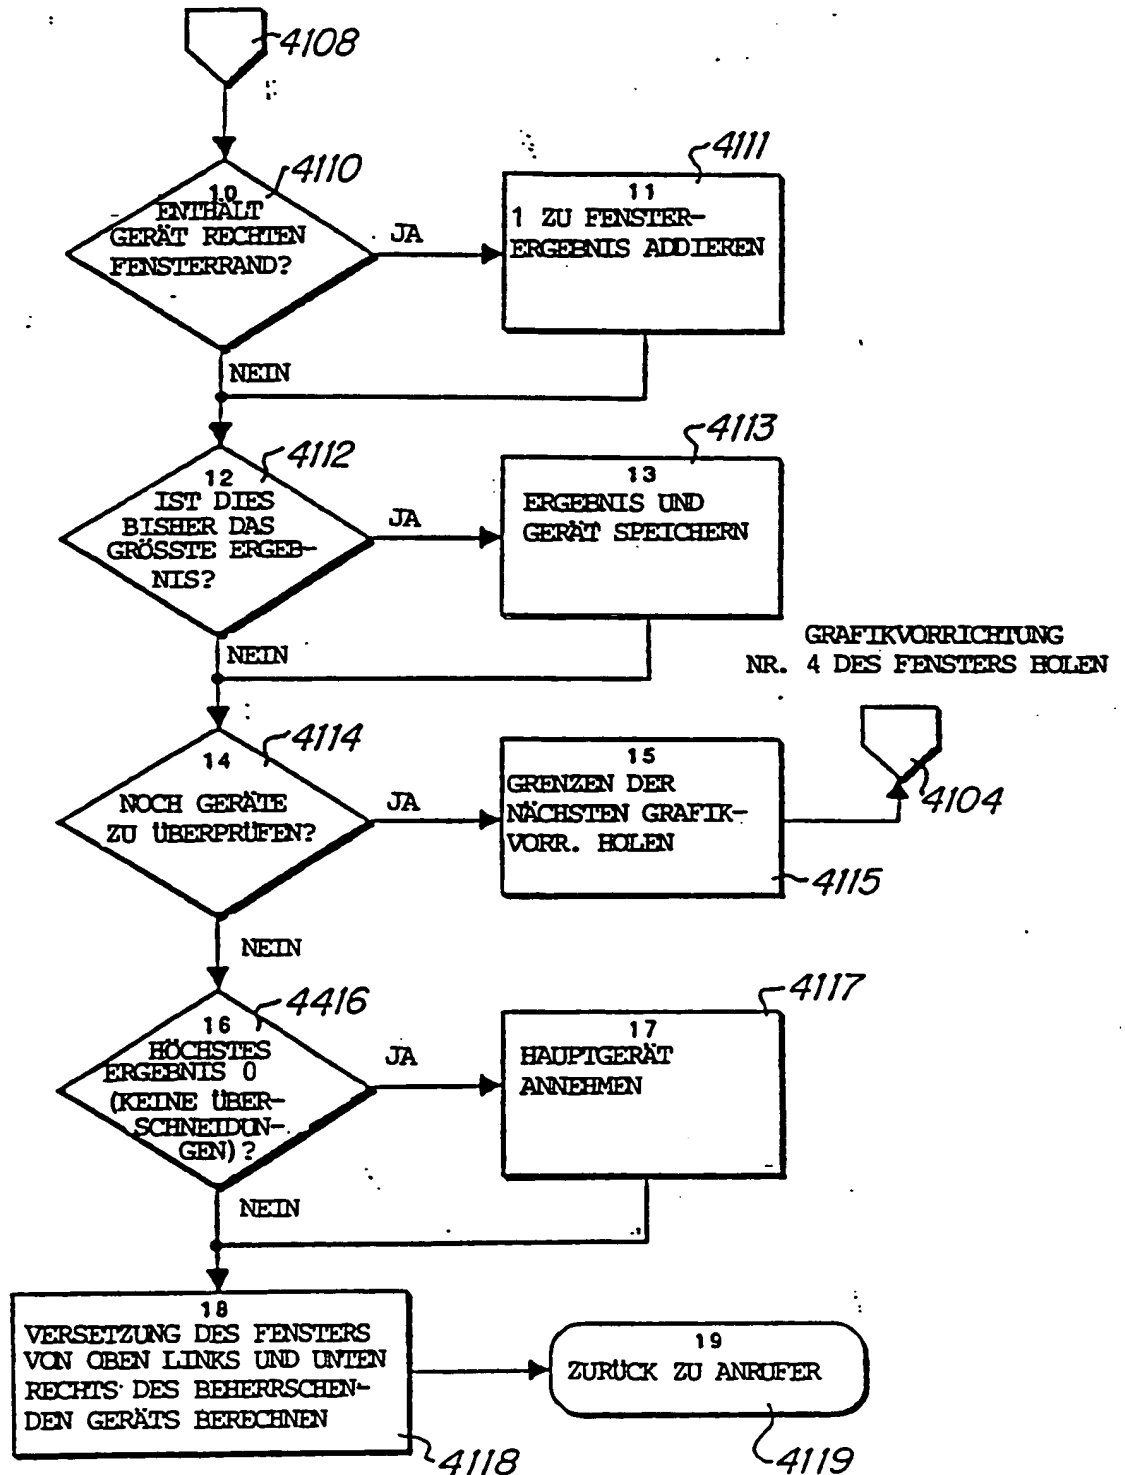 4108
4110
10
ENTHÄLT
GERÄT RECHTEN
FENSTERRAND?
JA
4111
11
1 ZU FENSTER-
ERGEBNIS ADDIEREN
NEIN
4112
12
IST DIES
BISHER DAS
GRÖSSTE ERGEB-
NIS?
JA
4113
13
ERGEBNIS UND
GERÄT SPEICHERN
NEIN
GRAFIKVORRICHTUNG
NR. 4 DES FENSTERS HOLEN
4104
4114
14
NOCH GERÄTE
ZU ÜBERPRÜFEN?
JA
15
GRENZEN DER
NÄCHSTEN GRAFIK-
VORR. HOLEN
4115
NEIN
4416
16
HÖCHSTES
ERGEBNIS 0
(KEINE ÜBER-
SCHNEIDUN-
GEN)?
JA
4117
17
HAUPTGERÄT
ANNEHMEN
NEIN
18
VERSETZUNG DES FENSTERS
VON OBEN LINKS UND UNTEN
RECHTS DES BEHERRSCHEN-
DEN GERÄTS BERECHNEN
4118
19
ZURÜCK ZU ANRUFER
4119